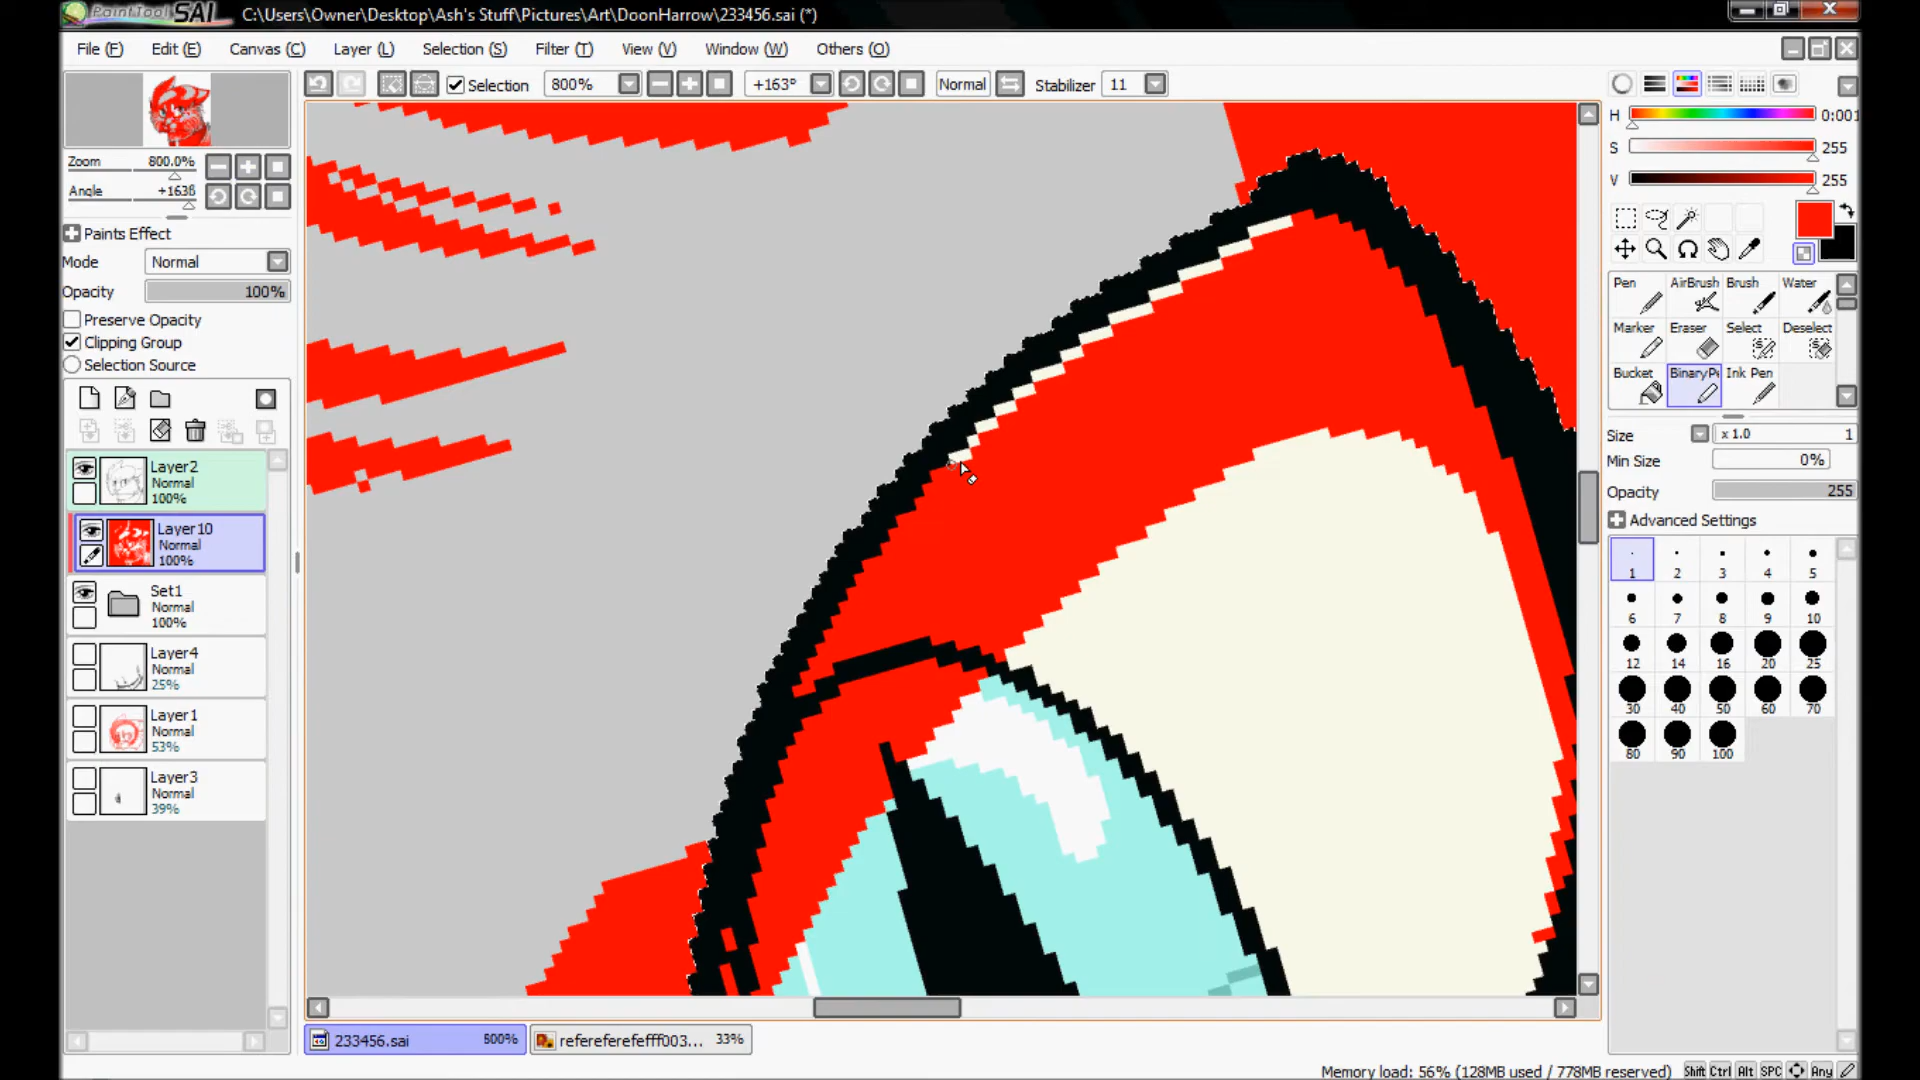 PaintTool SAI C:\Users\Owner\Desktop\Ash's Stuff\Pictures\Art\DoonHarrow\233456.sai (*)
File (F) Edit (E) Canvas (C) Layer (L) Selection (S) Filter (T) View (V) Window (W) Others (O)
Selection 800% +163° Normal Stabilizer 11
Zoom 800.0%
Angle +163ß
Paints Effect
Mode Normal
Opacity 100%
Preserve Opacity
Clipping Group
Selection Source
Layer2
Normal
100%
Layer10
Normal
100%
Set1
Normal
100%
Layer4
Normal
25%
Layer1
Normal
53%
Layer3
Normal
39%
H 0:001
S 255
V 255
Pen AirBrush Brush Water
Marker Eraser Select Deselect
Bucket BinaryPe Ink Pen
Size x 1.0 1
Min Size 0%
Opacity 255
Advanced Settings
1 2 3 4 5
6 7 8 9 10
12 14 16 20 25
30 40 50 60 70
80 90 100
233456.sai 800% refereferefefff003... 33%
Memory load: 56% (128MB used / 778MB reserved) Shift Ctrl Alt SPC Any